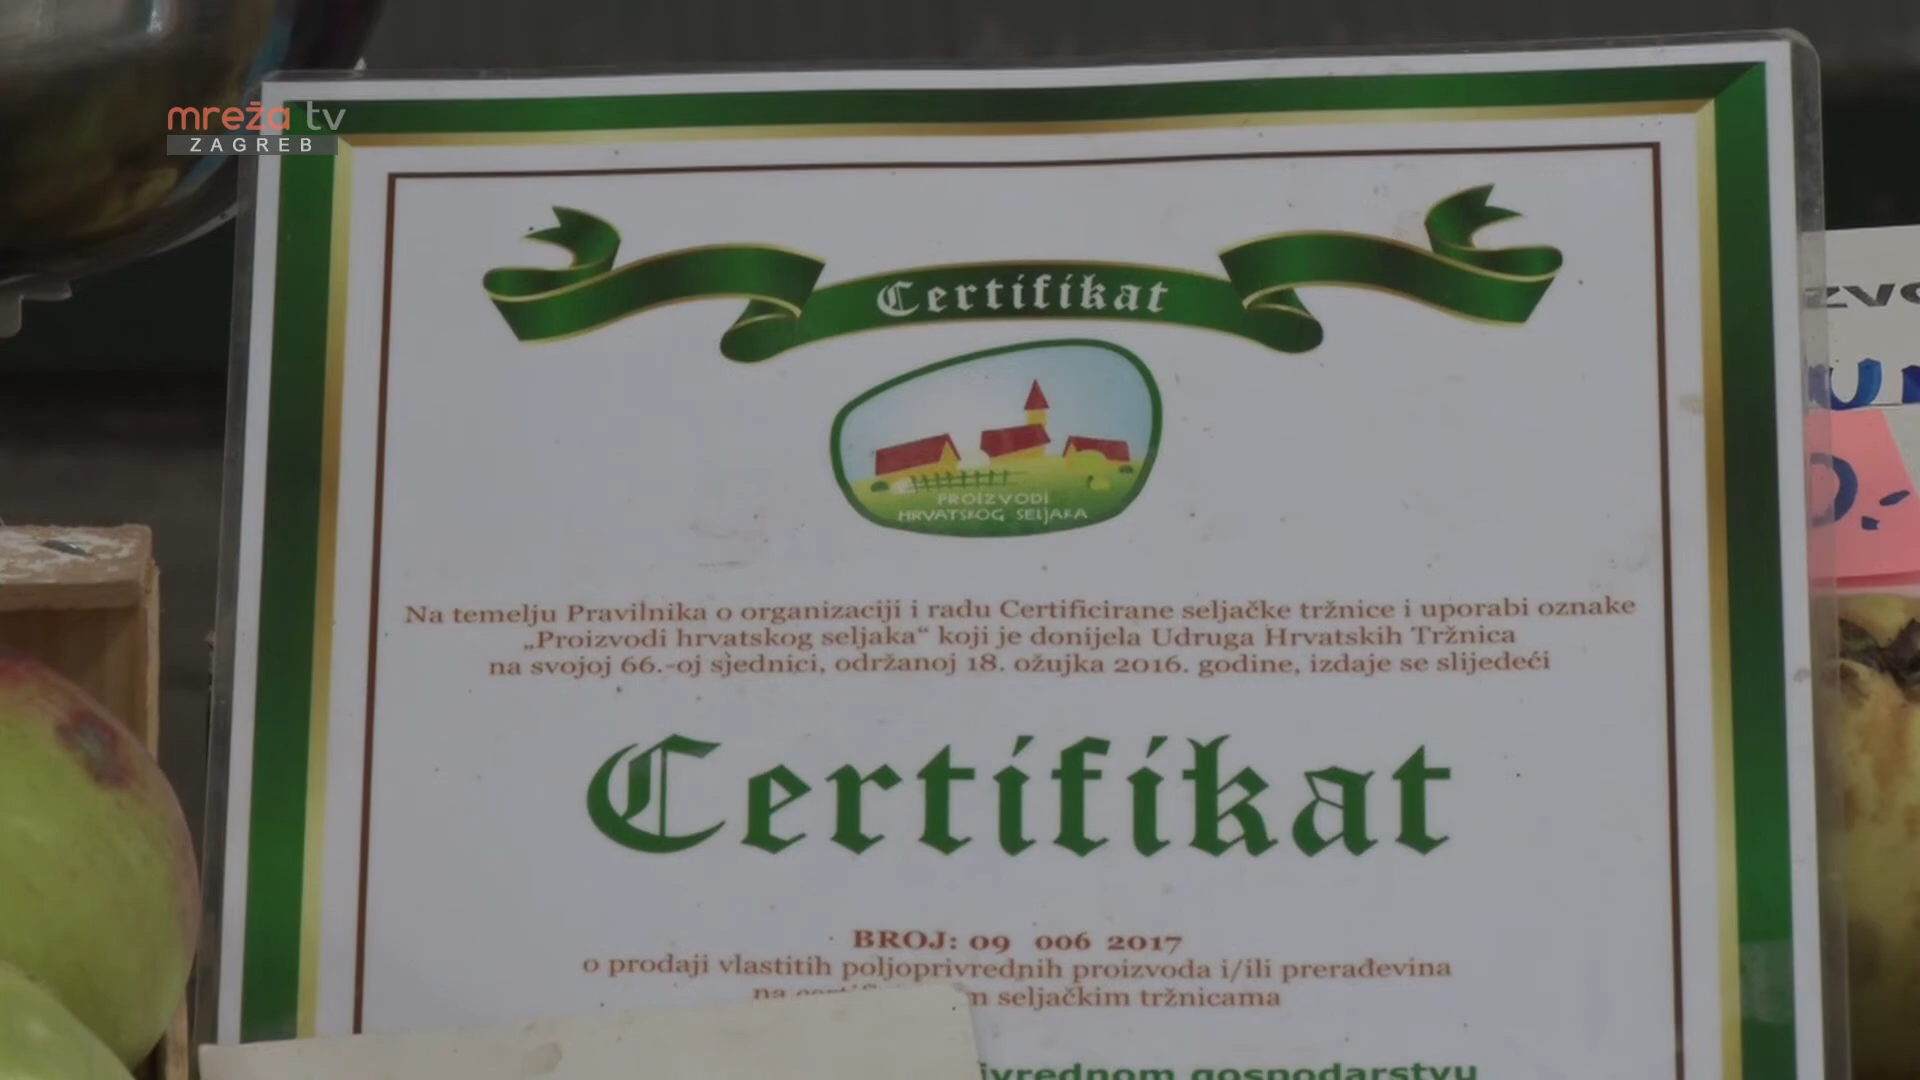 mreža tv
ZAGREB
Certifikat
PROIZVODI
HRVATSKOG SELJAKA
Na temelju Pravilnika o organizaciji i radu Certificirane seljačke tržnice i uporabi oznake
„Proizvodi hrvatskog seljaka“ koji je donijela Udruga Hrvatskih Tržnica
na svojoj 66.-oj sjednici, održanoj 18. ožujka 2016. godine, izdaje se slijedeći
Certifikat
BROJ: 09 006 2017
o prodaji vlastitih poljoprivrednih proizvoda i/ili prerađevina
na seljačkim tržnicama
gospodarstvu